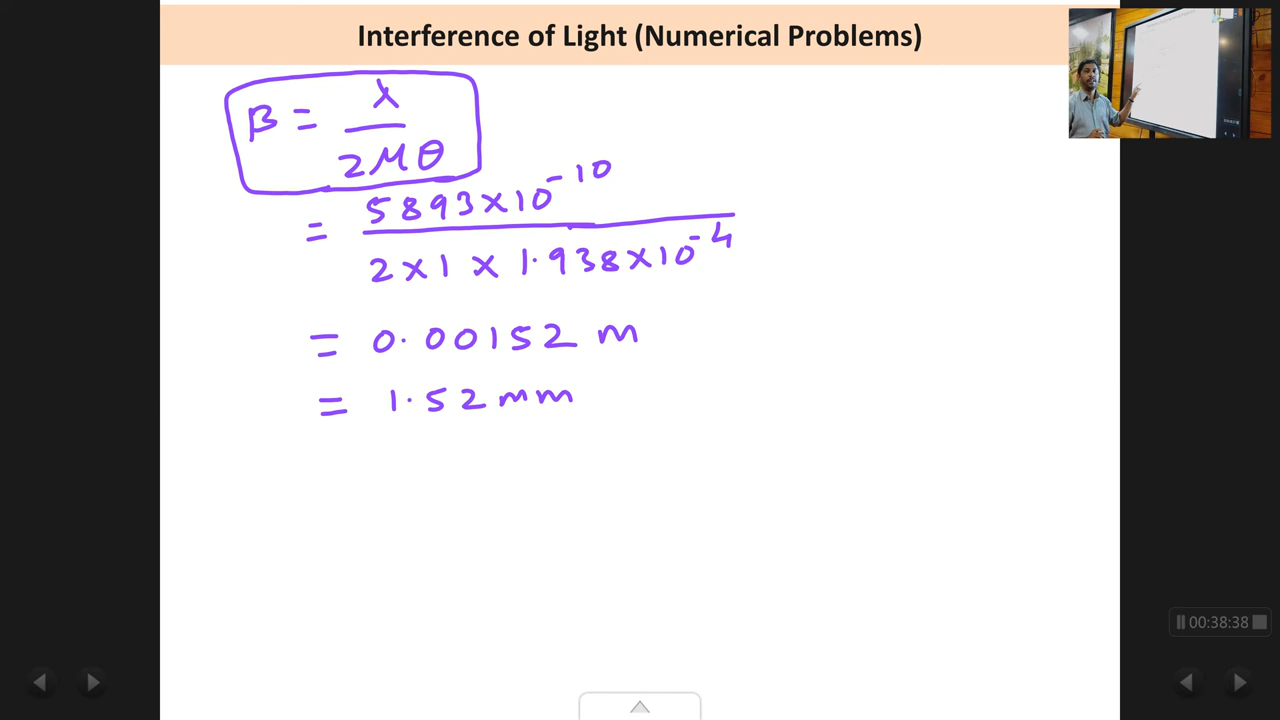 Interference of Light (Numerical Problems)
β = λ / 2μθ
= 5893×10⁻¹⁰ / 2×1×1.938×10⁻⁴
= 0.00152 m
= 1.52 mm
00:38:38